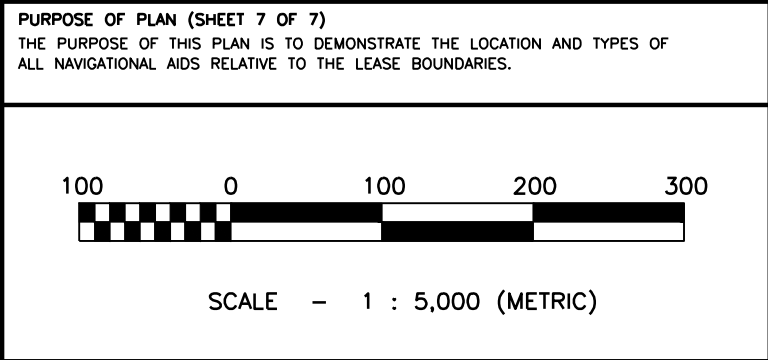 PURPOSE OF PLAN (SHEET 7 OF 7)
THE PURPOSE OF THIS PLAN IS TO DEMONSTRATE THE LOCATION AND TYPES OF
ALL NAVIGATIONAL AIDS RELATIVE TO THE LEASE BOUNDARIES.
100 0 100 200 300
SCALE - 1 : 5,000 (METRIC)